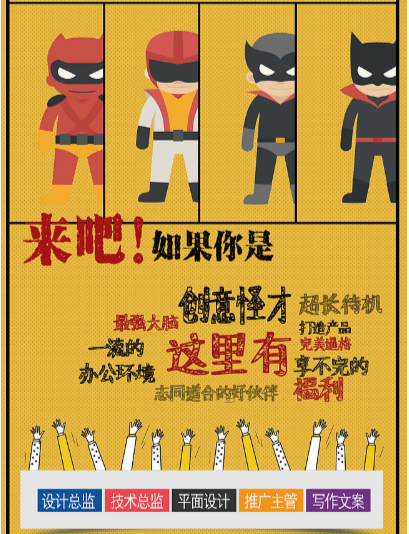 来吧!如果你是
创意怪才 超长待机
最强大脑 打造产品
一流的 这里有 完美逼格
办公环境 享不完的
志同道合的好伙伴 福利
设计总监 技术总监 平面设计 推广主管 写作文案